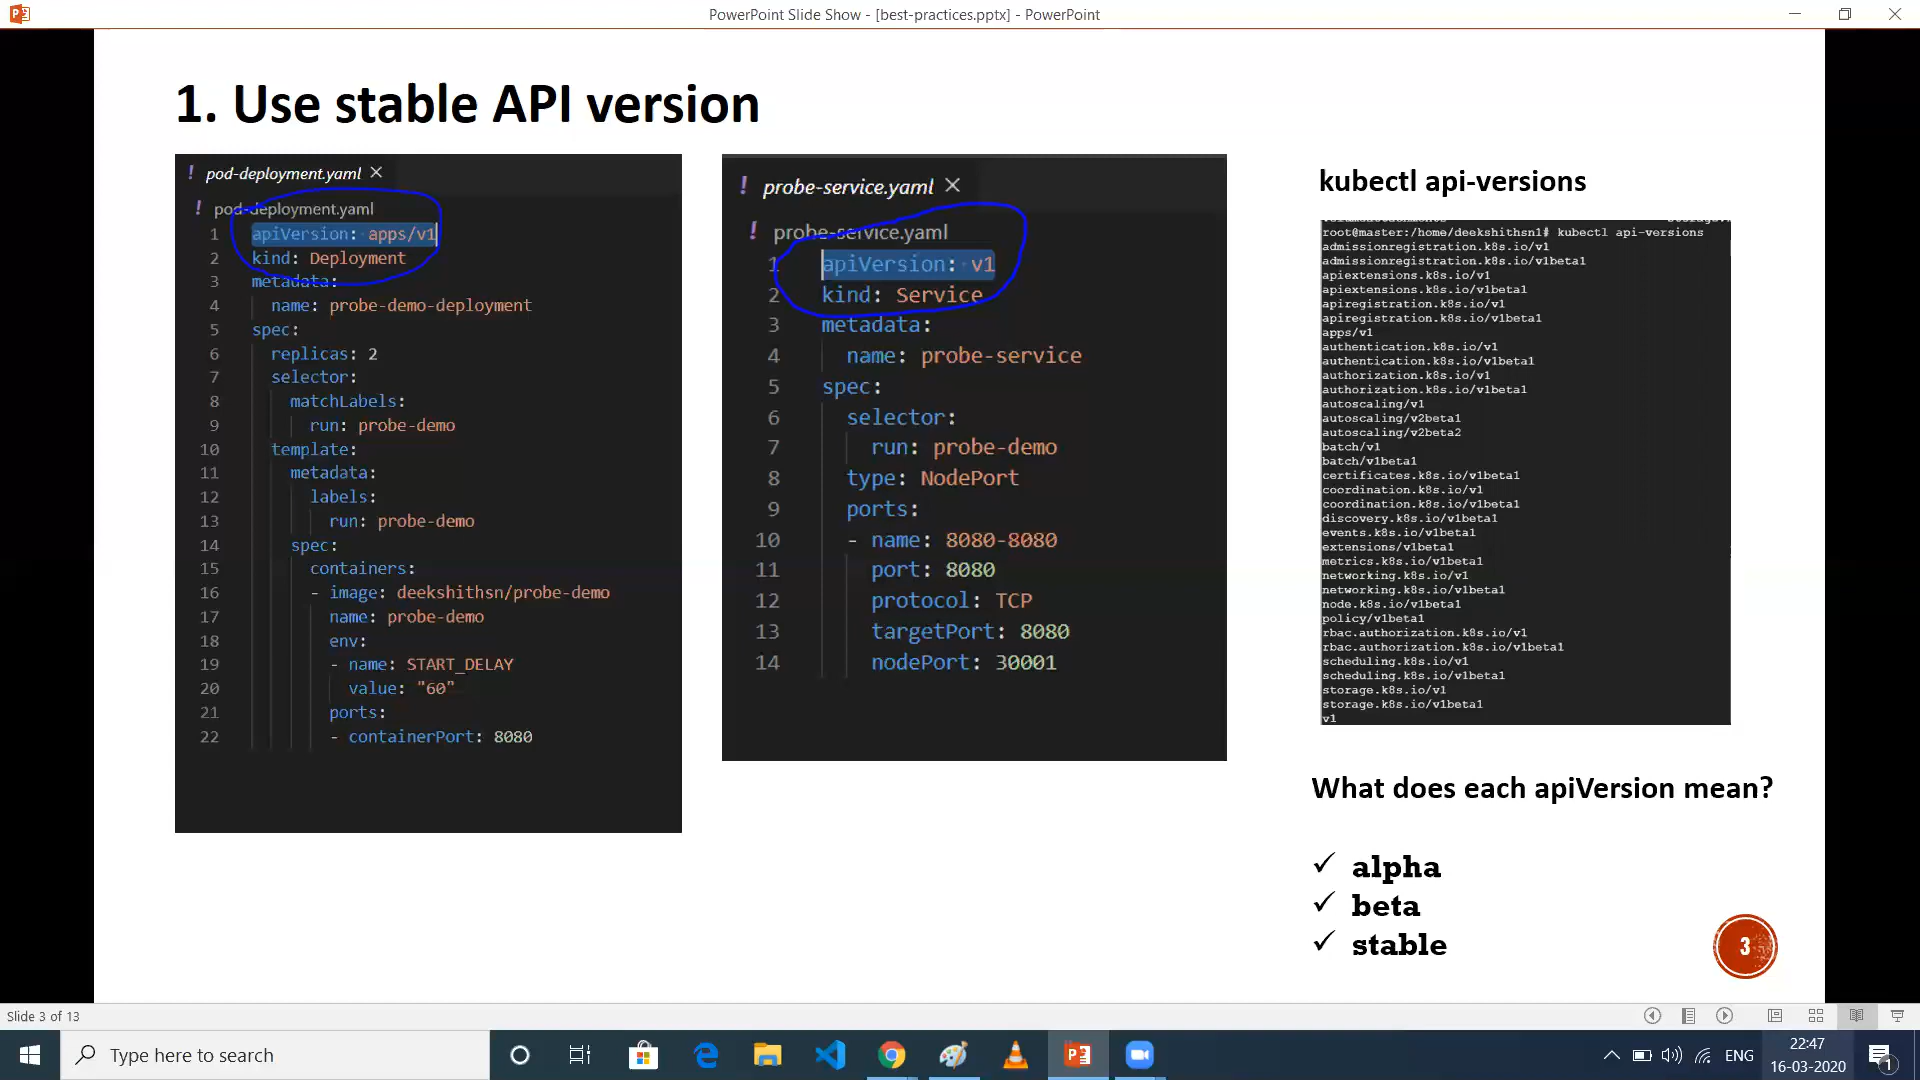 PowerPoint Slide Show - [best-practices.pptx] - PowerPoint
1. Use stable API version
! pod-deployment.yaml ×
! pod-deployment.yaml
1 apiVersion: apps/v1
2 kind: Deployment
3 metadata:
4 name: probe-demo-deployment
5 spec:
6 replicas: 2
7 selector:
8 matchLabels:
9 run: probe-demo
10 template:
11 metadata:
12 labels:
13 run: probe-demo
14 spec:
15 containers:
16 - image: deekshithsn/probe-demo
17 name: probe-demo
18 env:
19 - name: START_DELAY
20 value: "60"
21 ports:
22 - containerPort: 8080
! probe-service.yaml ×
! probe-service.yaml
1 apiVersion: v1
2 kind: Service
3 metadata:
4 name: probe-service
5 spec:
6 selector:
7 run: probe-demo
8 type: NodePort
9 ports:
10 - name: 8080-8080
11 port: 8080
12 protocol: TCP
13 targetPort: 8080
14 nodePort: 30001
kubectl api-versions
root@master:/home/deekshithsn1# kubectl api-versions
admissionregistration.k8s.io/v1
admissionregistration.k8s.io/v1beta1
apiextensions.k8s.io/v1
apiextensions.k8s.io/v1beta1
apiregistration.k8s.io/v1
apiregistration.k8s.io/v1beta1
apps/v1
authentication.k8s.io/v1
authentication.k8s.io/v1beta1
authorization.k8s.io/v1
authorization.k8s.io/v1beta1
autoscaling/v1
autoscaling/v2beta1
autoscaling/v2beta2
batch/v1
batch/v1beta1
certificates.k8s.io/v1beta1
coordination.k8s.io/v1
coordination.k8s.io/v1beta1
discovery.k8s.io/v1beta1
events.k8s.io/v1beta1
extensions/v1beta1
metrics.k8s.io/v1beta1
networking.k8s.io/v1
networking.k8s.io/v1beta1
node.k8s.io/v1beta1
policy/v1beta1
rbac.authorization.k8s.io/v1
rbac.authorization.k8s.io/v1beta1
scheduling.k8s.io/v1
scheduling.k8s.io/v1beta1
storage.k8s.io/v1
storage.k8s.io/v1beta1
v1
What does each apiVersion mean?
✓ alpha
✓ beta
✓ stable
3
Slide 3 of 13
Type here to search
ENG
22:47
16-03-2020
1